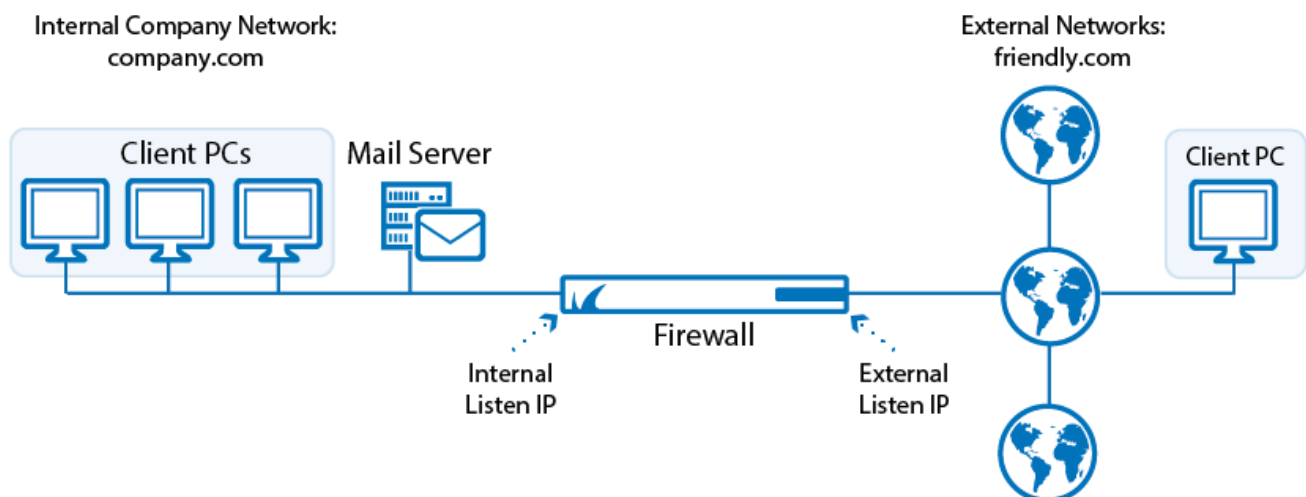 Internal Company Network:
company.com
External Networks:
friendly.com
Client PCs
Mail Server
Client PC
Firewall
Internal
Listen IP
External
Listen IP